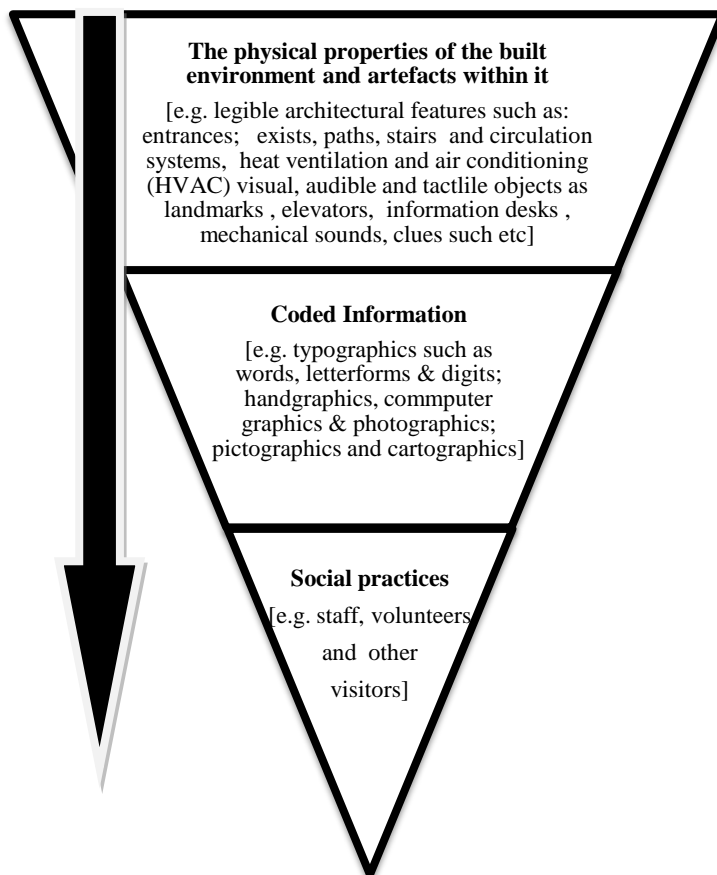 The physical properties of the built
environment and artefacts within it
[e.g. legible architectural features such as:
entrances; exists, paths, stairs and circulation
systems, heat ventilation and air conditioning
(HVAC) visual, audible and tactlile objects as
landmarks , elevators, information desks ,
mechanical sounds, clues such etc]
Coded Information
[e.g. typographics such as
words, letterforms & digits;
handgraphics, commputer
graphics & photographics;
pictographics and cartographics]
Social practices
[e.g. staff, volunteers
and other
visitors]